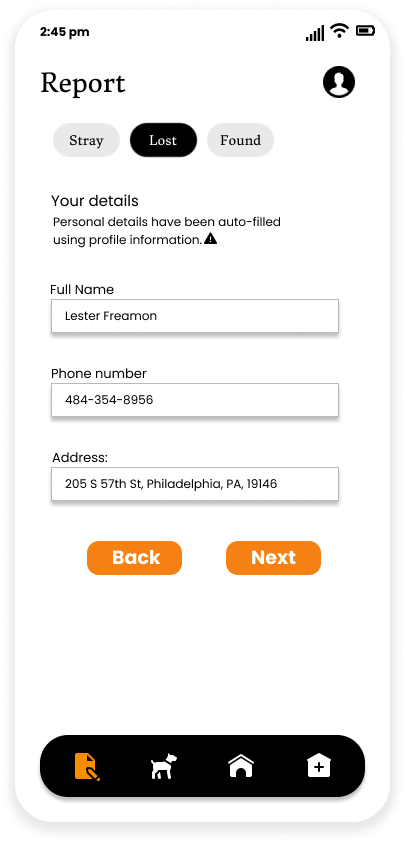 2:45 pm
Report
Stray Lost Found
Your details
Personal details have been auto-filled
using profile information.
Full Name
Lester Freamon
Phone number
484-354-8956
Address:
205 S 57th St, Philadelphia, PA, 19146
Back Next